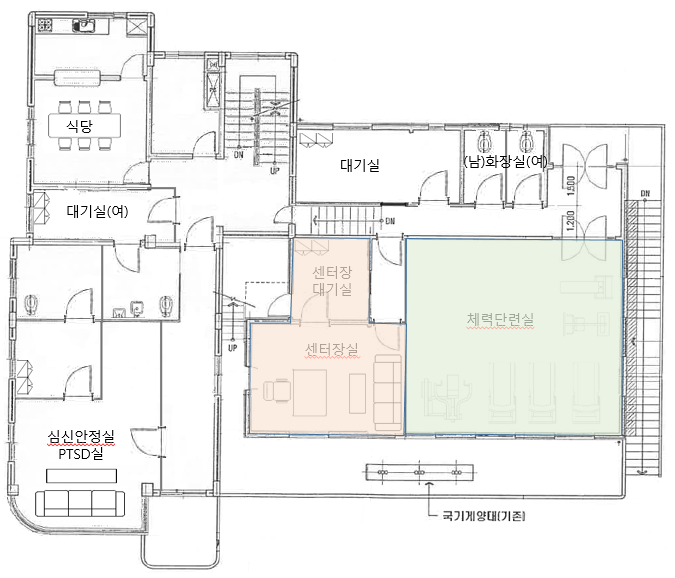 식당
DN
UP
대기실
(남)화장실(여)
1,500
대기실(여)
DN
1,200
DN
센터장
대기실
체력단련실
UP
센터장실
심신안정실
PTSD실
국기게양대(기존)